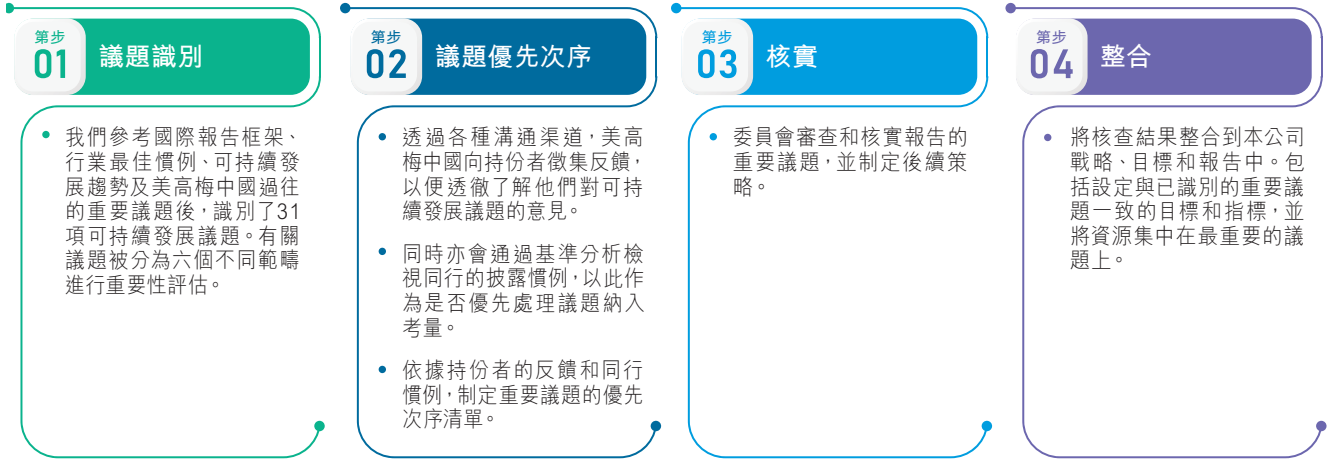 第步
01
議題識別
• 我們參考國際報告框架、
行業最佳慣例、可持續發
展趨勢及美高梅中國過往
的重要議題後，識別了31
項可持續發展議題。有關
議題被分為六個不同範疇
進行重要性評估。
第步
02
議題優先次序
• 透過各種溝通渠道，美高
梅中國向持份者徵集反饋，
以便透徹了解他們對可持
續發展議題的意見。
• 同時亦會通過基準分析檢
視同行的披露慣例，以此作
為是否優先處理議題納入
考量。
• 依據持份者的反饋和同行
慣例，制定重要議題的優先
次序清單。
第步
03
核實
• 委員會審查和核實報告的
重要議題，並制定後續策
略。
第步
04
整合
• 將核查結果整合到本公司
戰略、目標和報告中。包
括設定與已識別的重要議
題一致的目標和指標，並
將資源集中在最重要的議
題上。